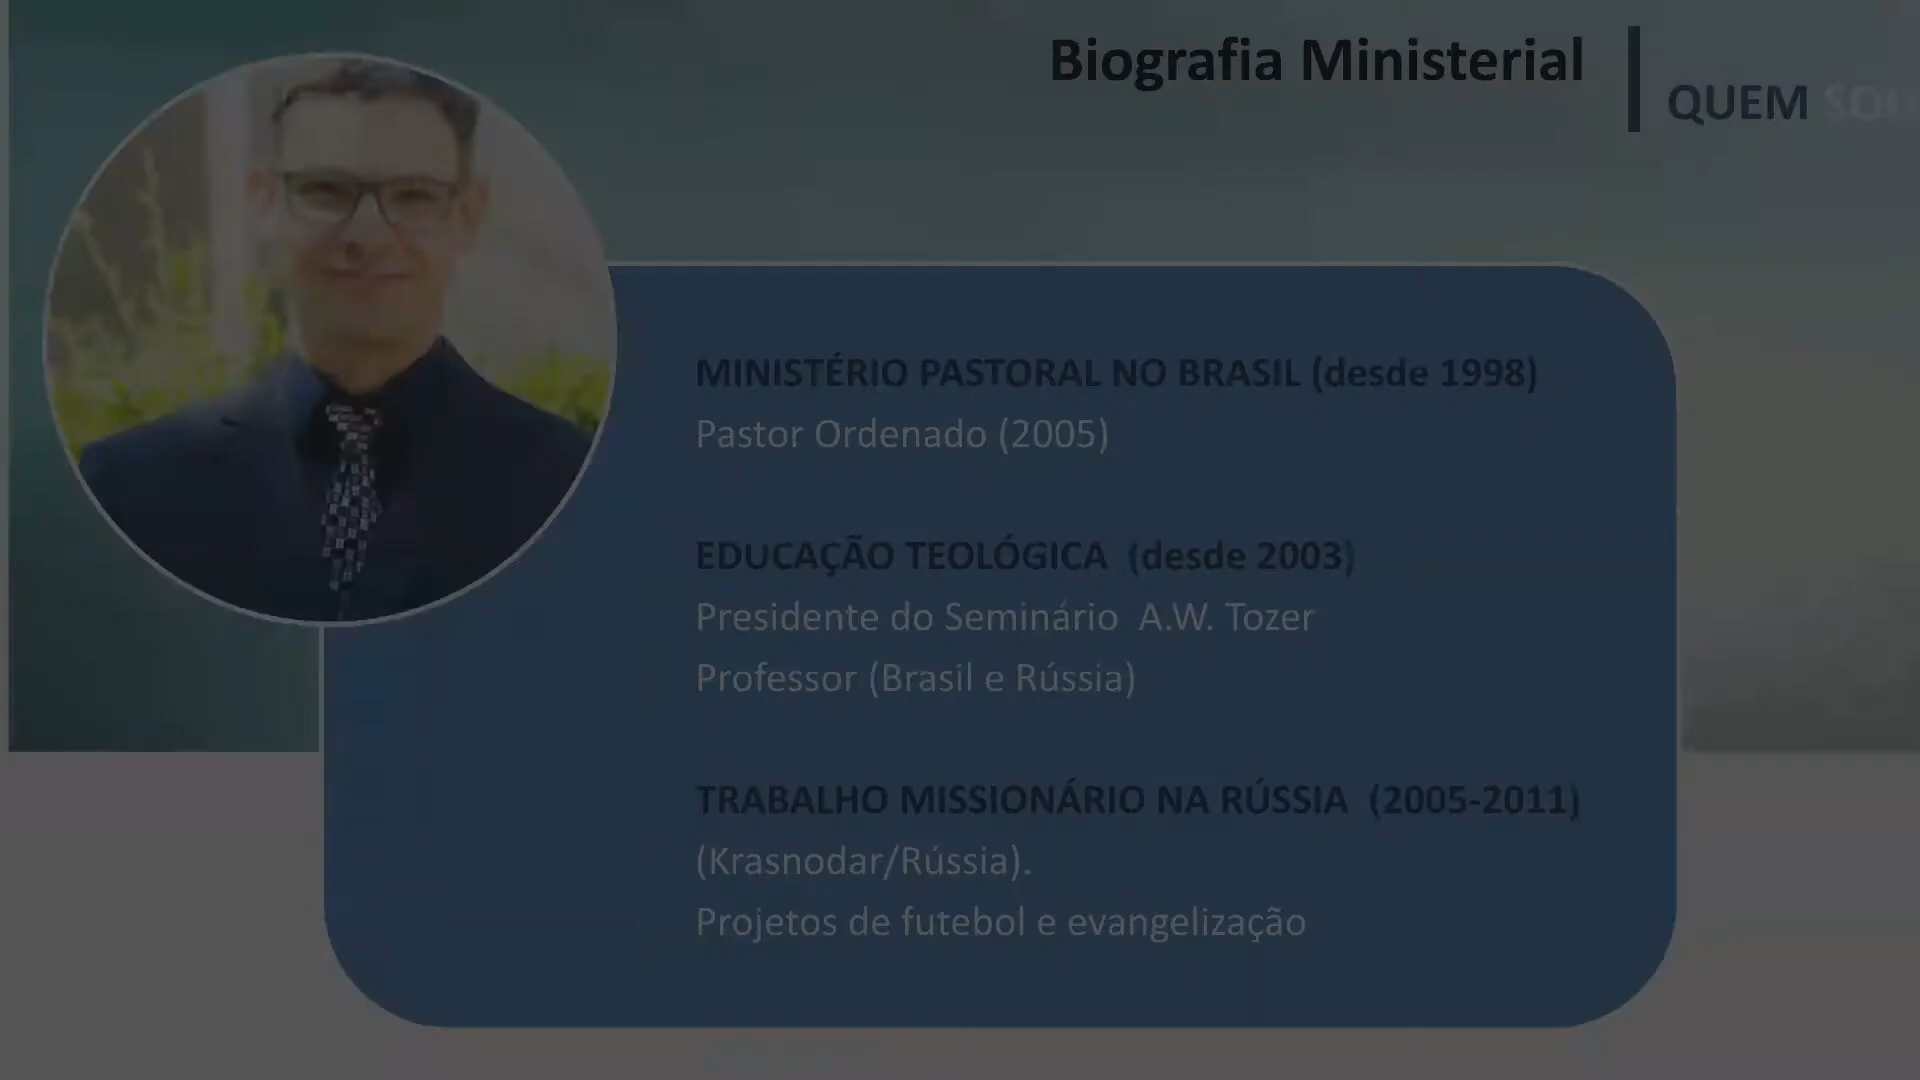 Biografia Ministerial
QUEM SOU
MINISTÉRIO PASTORAL NO BRASIL (desde 1998)
Pastor Ordenado (2005)
EDUCAÇÃO TEOLÓGICA (desde 2003)
Presidente do Seminário A.W. Tozer
Professor (Brasil e Rússia)
TRABALHO MISSIONÁRIO NA RÚSSIA (2005-2011)
(Krasnodar/Rússia).
Projetos de futebol e evangelização